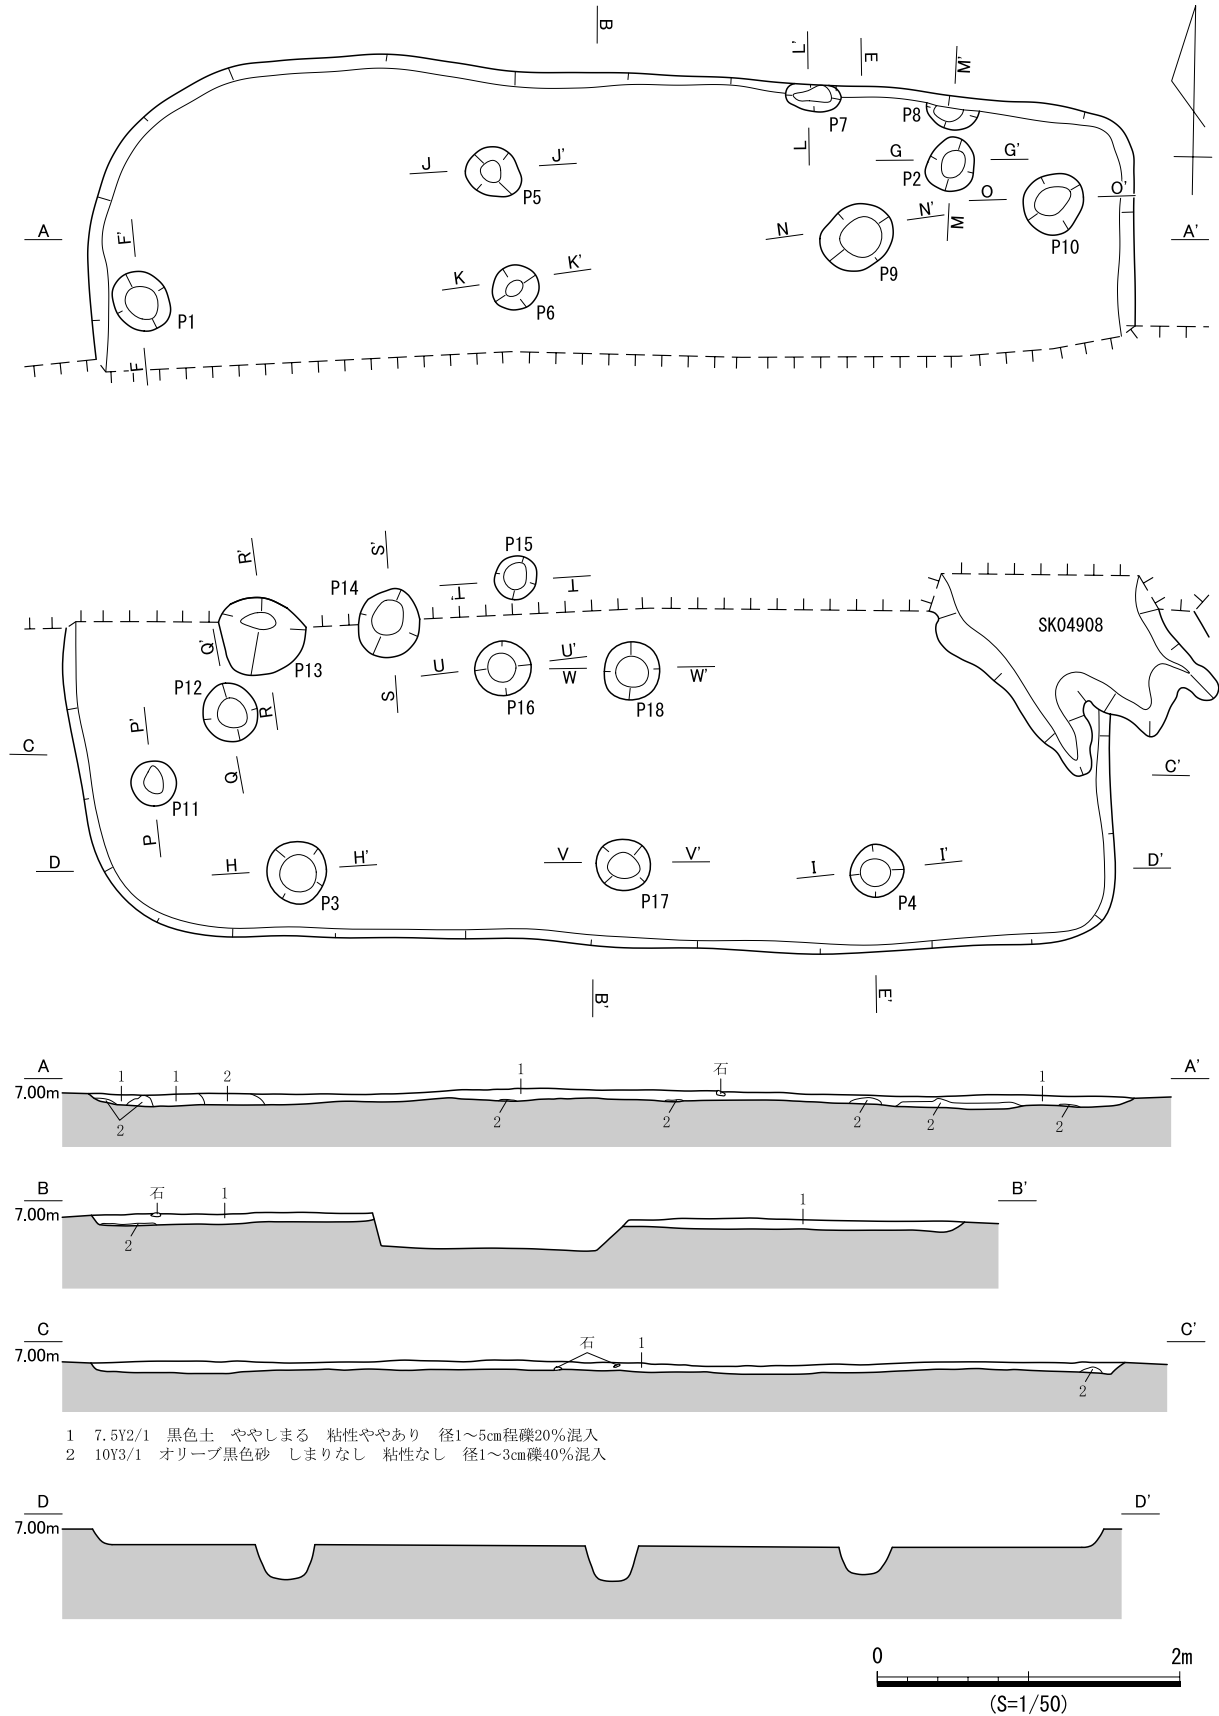 B
L' E M'
P7 P8
J J' L G G'
P5 P2 O O'
A F' N N' M A'
P10
K K' P9
P1 P6
F
R' S' P15
P14 T' T
SK04908
Q' P13 U U' W W'
P12 R S P16 P18
P'
C Q C'
P11
P
D H H' V V' I I' D'
P3 P17 P4
B' E'
A 1 1 2 1 石 1 A'
7.00m
2 2 2 2 2 2
B 石 1 1 B'
7.00m
2
C 石 1 C'
7.00m
2
1 7.5Y2/1 黒色土 ややしまる 粘性ややあり 径1～5㎝程礫20％混入
2 10Y3/1 オリーブ黒色砂 しまりなし 粘性なし 径1～3㎝礫40％混入
D D'
7.00m
0 2m
(S=1/50)